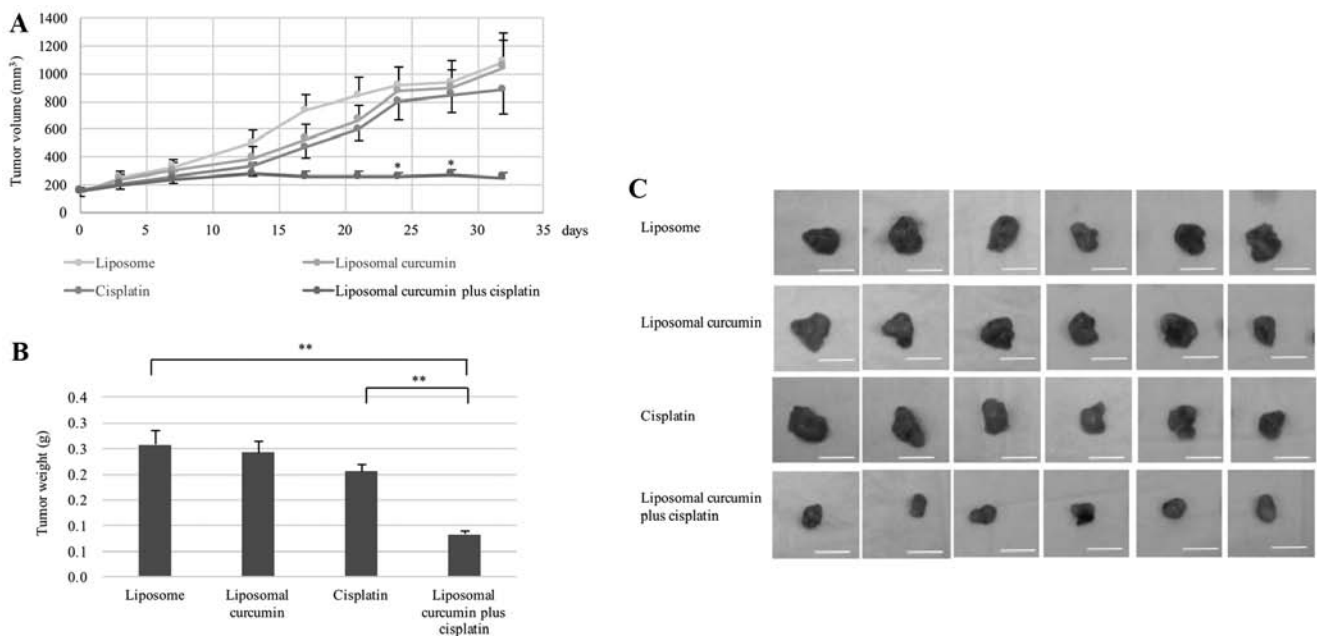 A
Tumor volume (mm³)
1400
1200
1000
800
600
400
200
0
*
*
0
5
10
15
20
25
30
35
days
Liposome
Liposomal curcumin
Cisplatin
Liposomal curcumin plus cisplatin
B
**
**
Tumor weight (g)
0.4
0.3
0.3
0.2
0.2
0.1
0.1
0.0
Liposome
Liposomal
curcumin
Cisplatin
Liposomal
curcumin plus
cisplatin
C
Liposome
Liposomal curcumin
Cisplatin
Liposomal curcumin
plus cisplatin